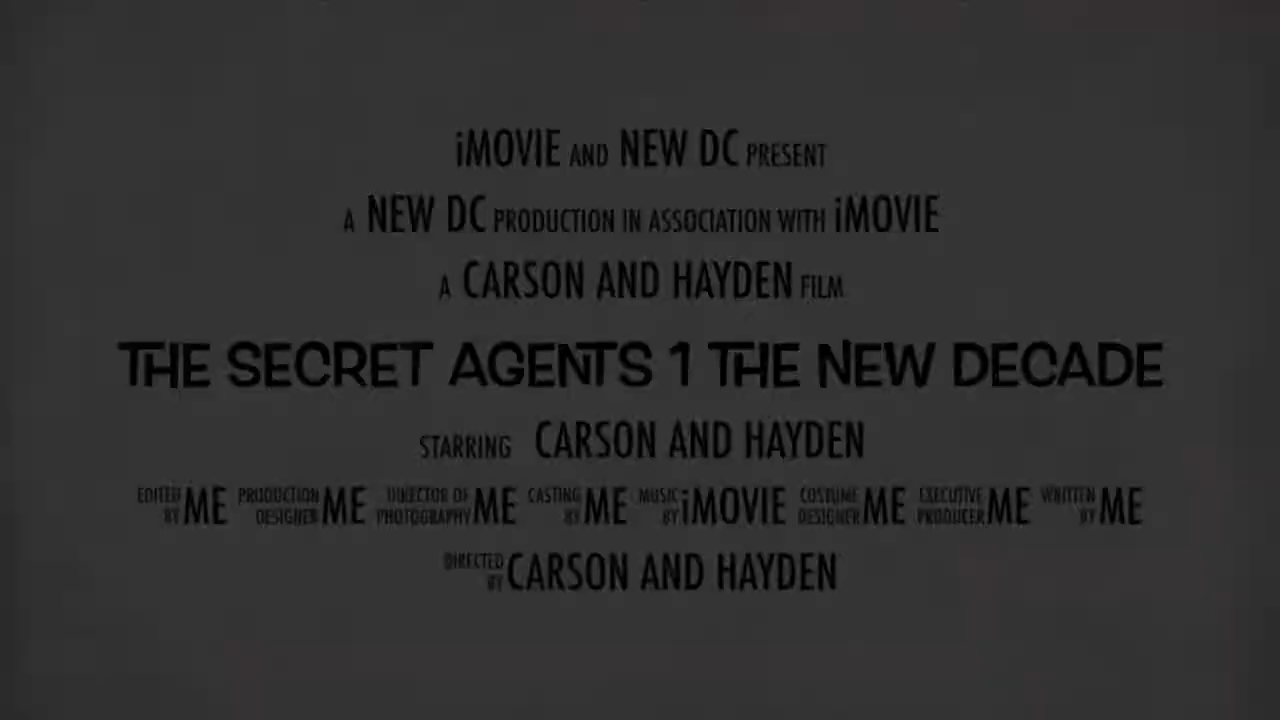 iMOVIE AND NEW DC PRESENT
A NEW DC PRODUCTION IN ASSOCIATION WITH iMOVIE
A CARSON AND HAYDEN FILM
THE SECRET AGENTS 1 THE NEW DECADE
STARRING CARSON AND HAYDEN
EDITED BY ME PRODUCTION DESIGNER ME DIRECTOR OF PHOTOGRAPHY ME CASTING BY ME MUSIC BY iMOVIE COSTUME DESIGNER ME EXECUTIVE PRODUCER ME WRITTEN BY ME
DIRECTED BY CARSON AND HAYDEN